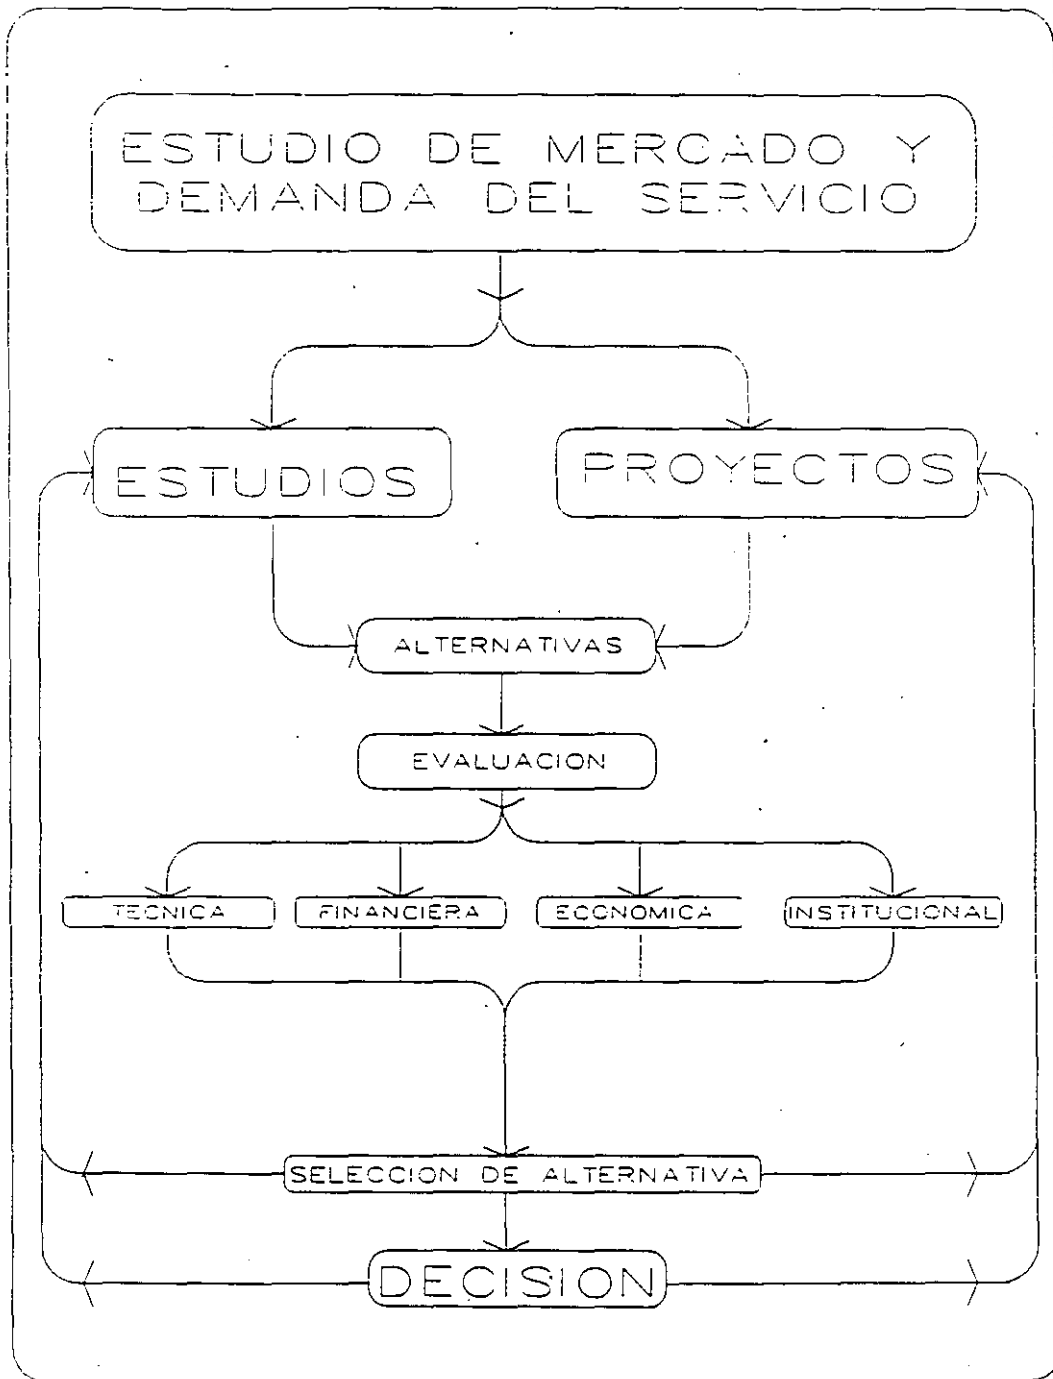 ESTUDIO DE MERCADO Y
DEMANDA DEL SERVICIO
ESTUDIOS
PROYECTOS
ALTERNATIVAS
EVALUACION
TECNICA
FINANCIERA
ECONOMICA
INSTITUCIONAL
SELECCION DE ALTERNATIVA
DECISION